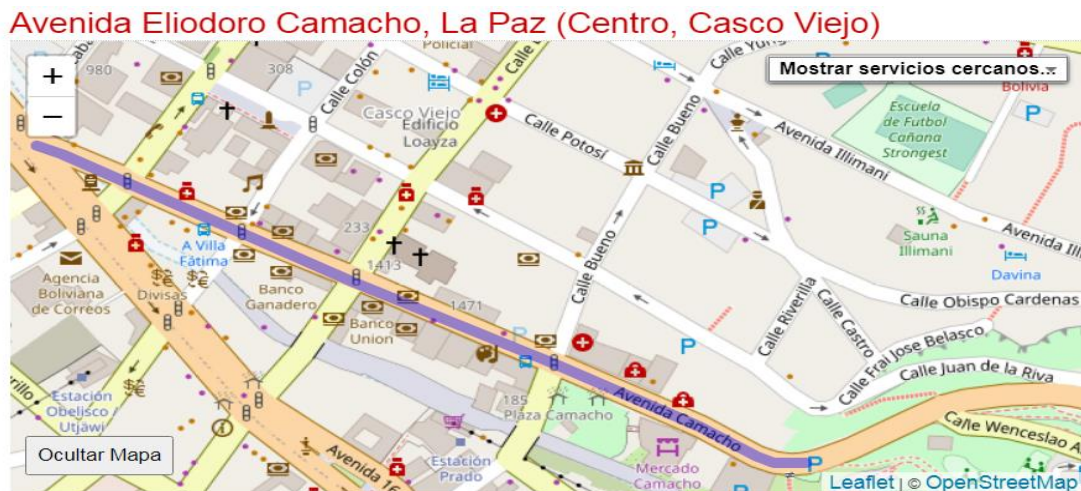 Avenida Eliodoro Camacho, La Paz (Centro, Casco Viejo)
+
−
Mostrar servicios cercanos...
Policial
980
308
Calle Colón
Casco Viejo
Edificio
Loayza
Calle Potosí
Calle Bueno
Bolivia
P
Escuela
de Futbol
Cañana
Strongest
Avenida Illimani
P
P
P
Sauna
Illimani
Davina
A Villa
Fátima
233
1413
Agencia
Boliviana
de Correos
Divisas
Banco
Ganadero
Banco
Union
1471
P
Calle Bueno
P
Calle Riverilla
Calle Castro
Calle Obispo Cardenas
Calle Frai Jose Belasco
Calle Juan de la Riva
Estación
Obelisco /
Utjawi
185
Plaza Camacho
Avenida Camacho
Calle Wenceslao A
Ocultar Mapa
Avenida 16
Estación
Prado
Mercado
Camacho
P
Leaflet | © OpenStreetMap